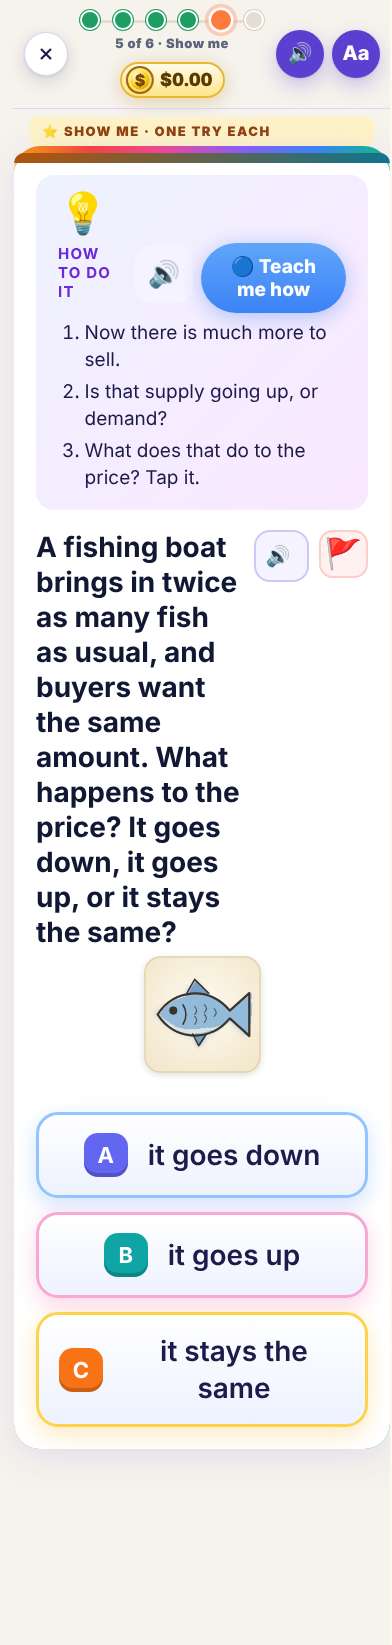 5 of 6 · Show me
×
$ $0.00
Aa
SHOW ME · ONE TRY EACH
HOW
TO DO
IT
Teach
me how
1. Now there is much more to
sell.
2. Is that supply going up, or
demand?
3. What does that do to the
price? Tap it.
A fishing boat
brings in twice
as many fish
as usual, and
buyers want
the same
amount. What
happens to the
price? It goes
down, it goes
up, or it stays
the same?
A it goes down
B it goes up
C it stays the
same